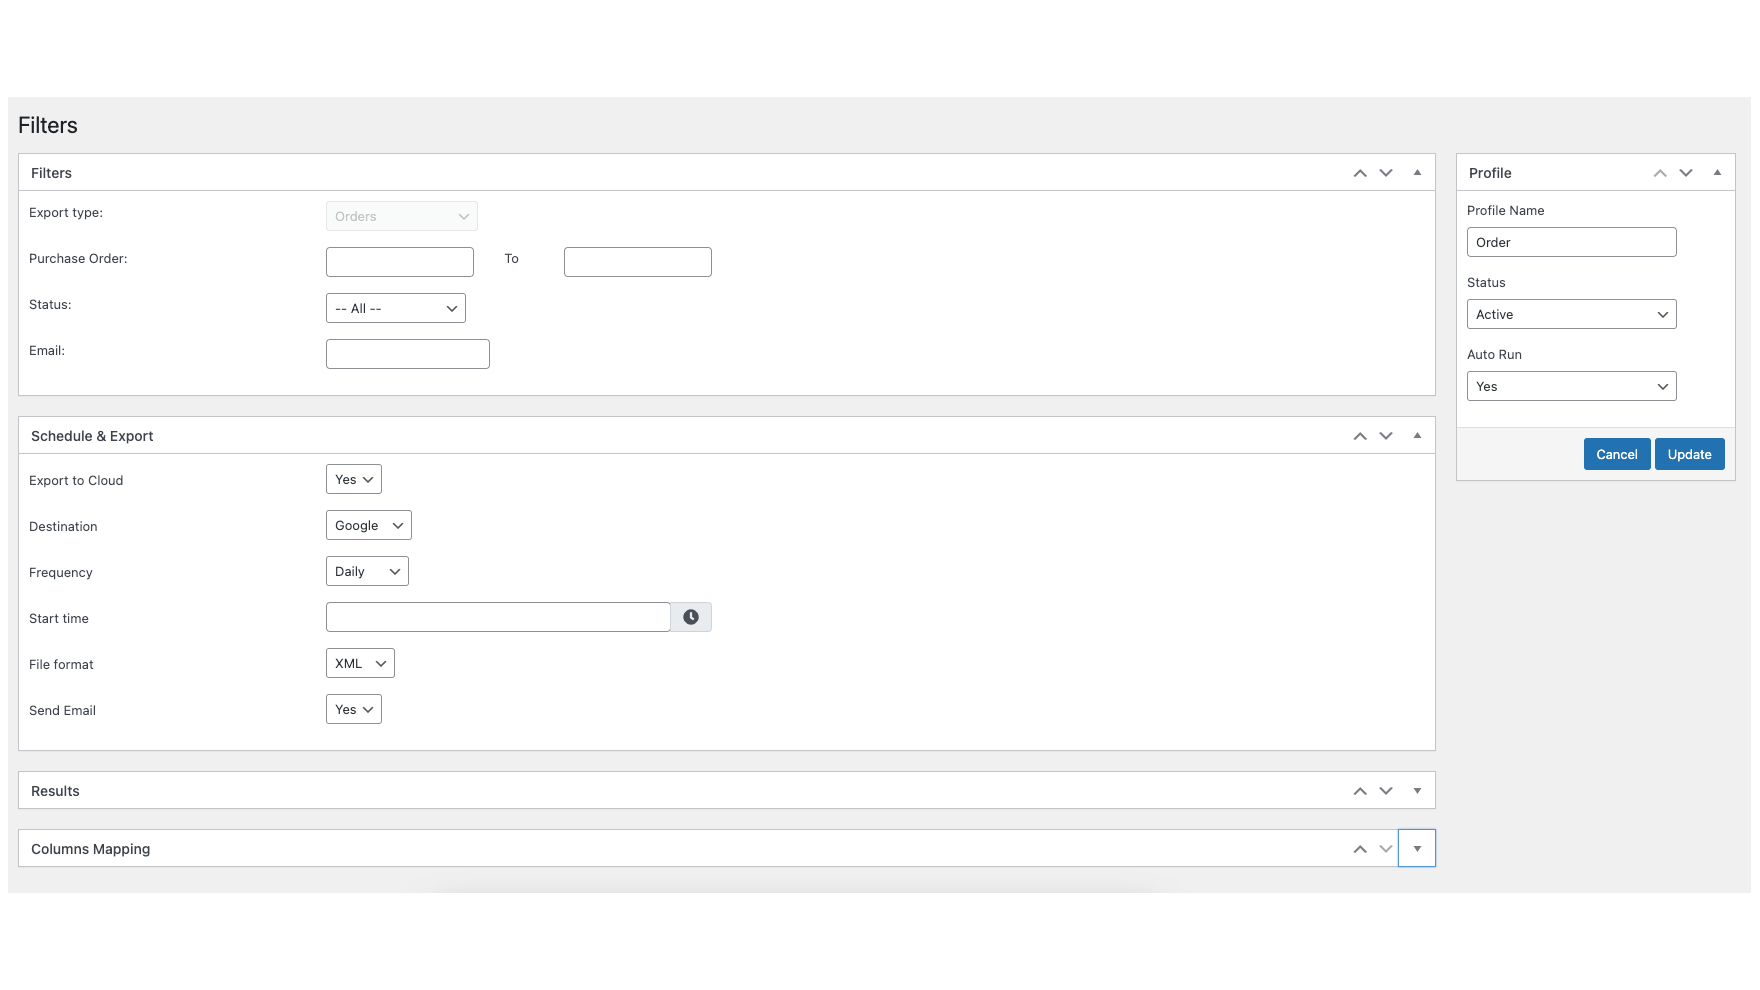 Filters
Filters
Export type:
Orders
Purchase Order:
To
Status:
-- All --
Email:
Schedule & Export
Export to Cloud
Yes
Destination
Google
Frequency
Daily
Start time
File format
XML
Send Email
Yes
Results
Columns Mapping
Profile
Profile Name
Order
Status
Active
Auto Run
Yes
Cancel
Update